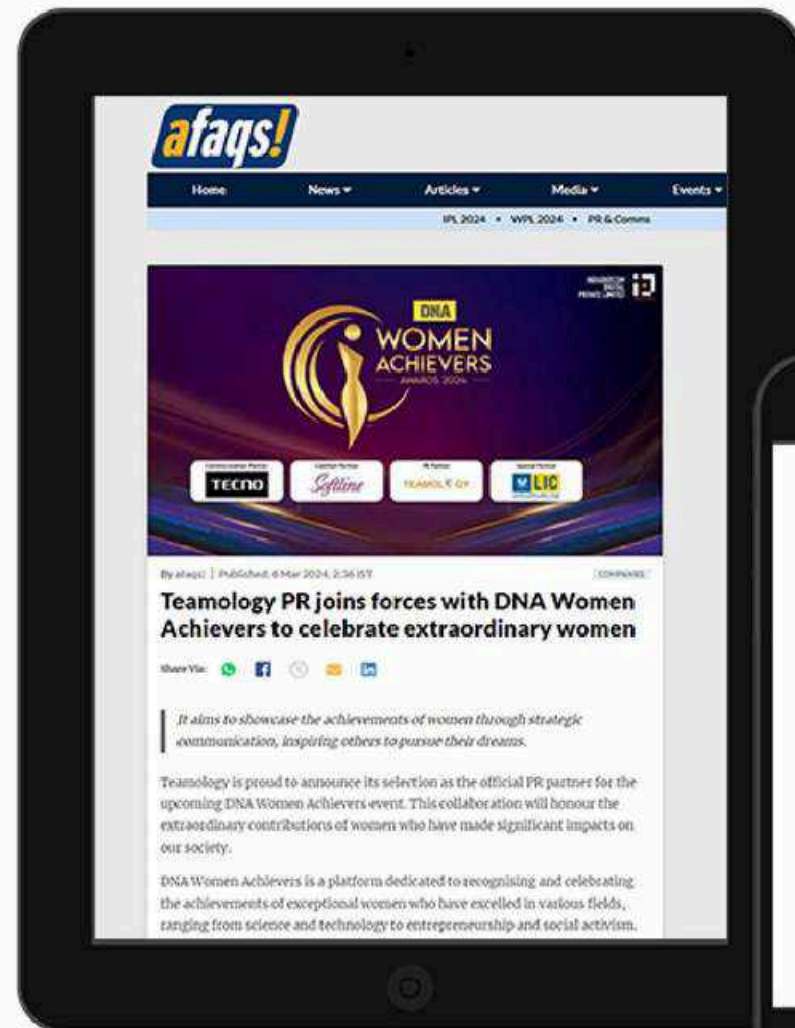 afaqs!
Home News Articles Media Events
IPL 2024 • WPL 2024 • PR & Comms
DNA
WOMEN
ACHIEVERS
AWARDS 2024
PR Partner
TECNO Softline TEAMOLOGY LIC
By afaqs! | Published: 6 Mar 2024, 2:36 IST COMPANIES
Teamology PR joins forces with DNA Women
Achievers to celebrate extraordinary women
Share Via:
It aims to showcase the achievements of women through strategic
communication, inspiring others to pursue their dreams.
Teamology is proud to announce its selection as the official PR partner for the
upcoming DNA Women Achievers event. This collaboration will honour the
extraordinary contributions of women who have made significant impacts on
our society.
DNA Women Achievers is a platform dedicated to recognising and celebrating
the achievements of exceptional women who have excelled in various fields,
ranging from science and technology to entrepreneurship and social activism.